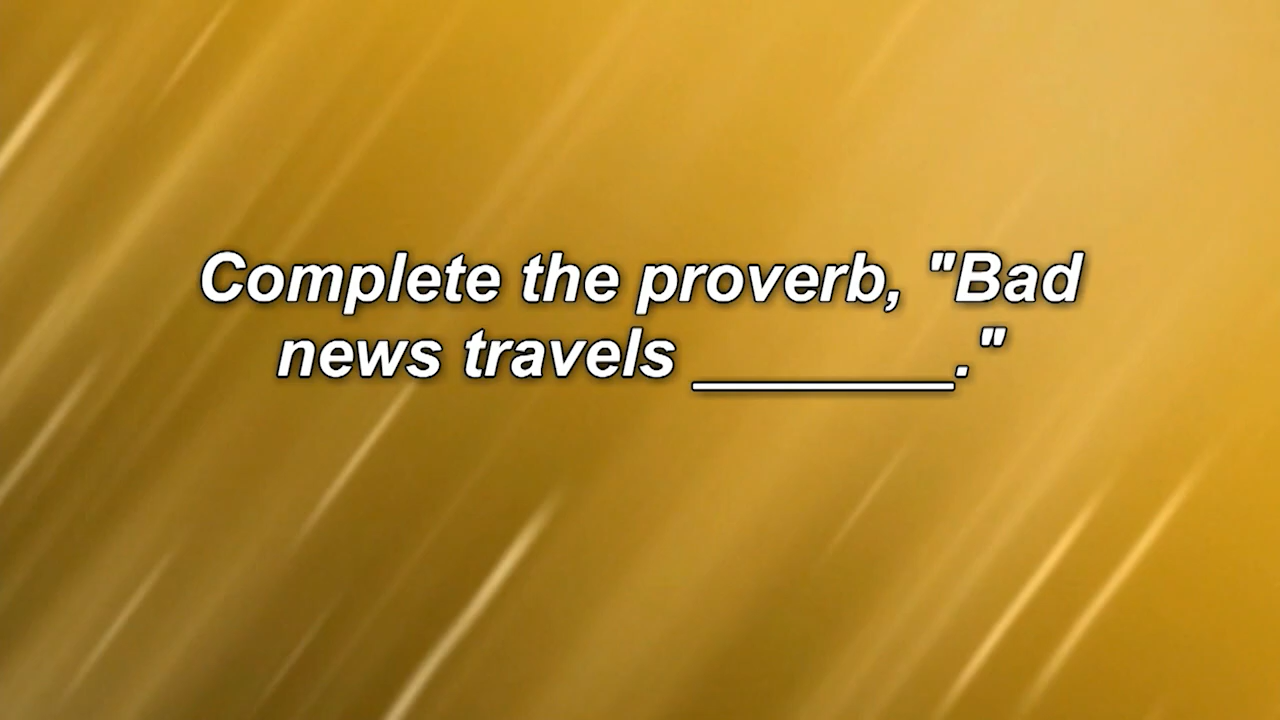 Complete the proverb, "Bad
news travels ________."